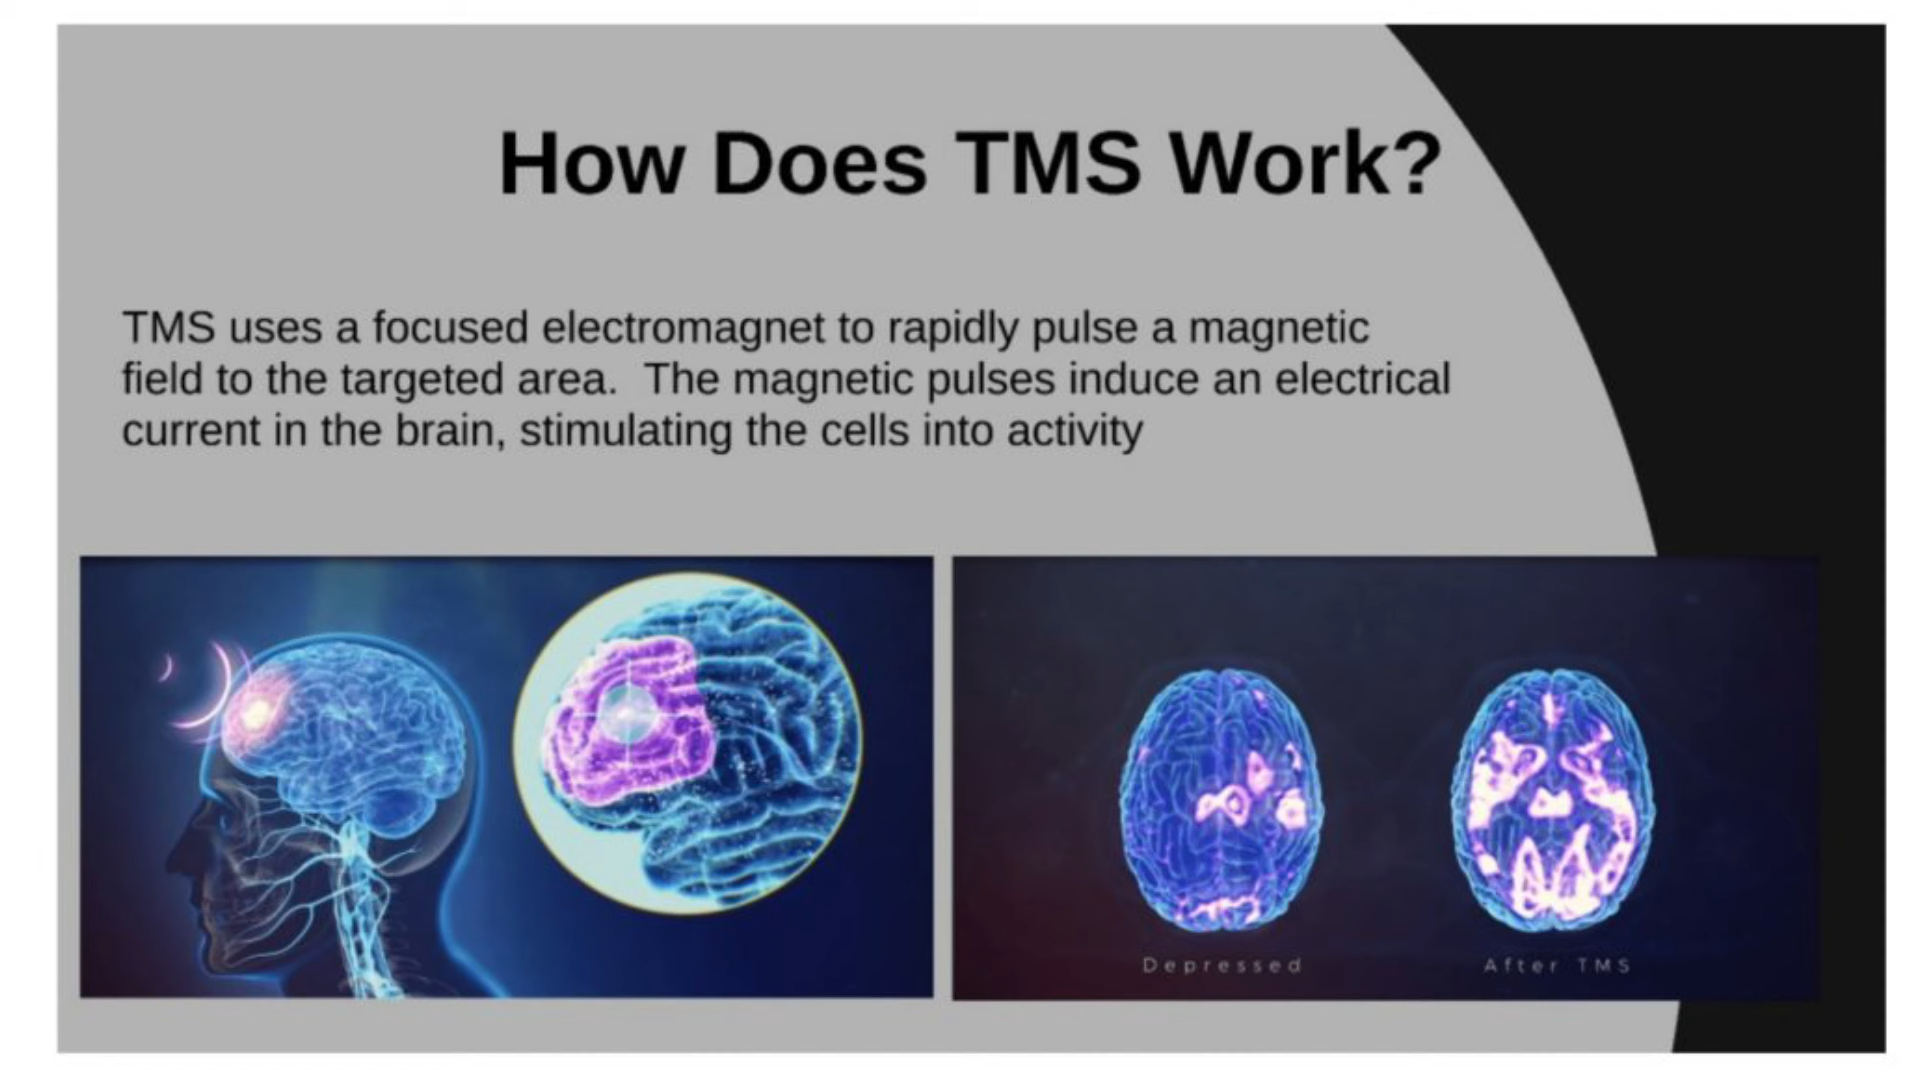 How Does TMS Work?
TMS uses a focused electromagnet to rapidly pulse a magnetic
field to the targeted area.  The magnetic pulses induce an electrical
current in the brain, stimulating the cells into activity
Depressed
After TMS